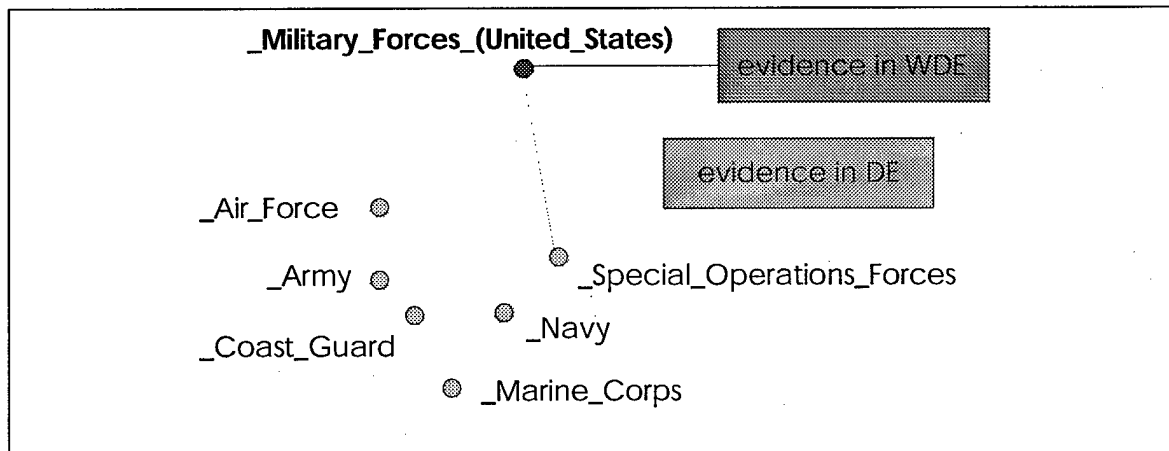 _Military_Forces_(United_States)
evidence in WDE
evidence in DE
_Air_Force
_Army
_Special_Operations_Forces
_Coast_Guard
_Navy
_Marine_Corps